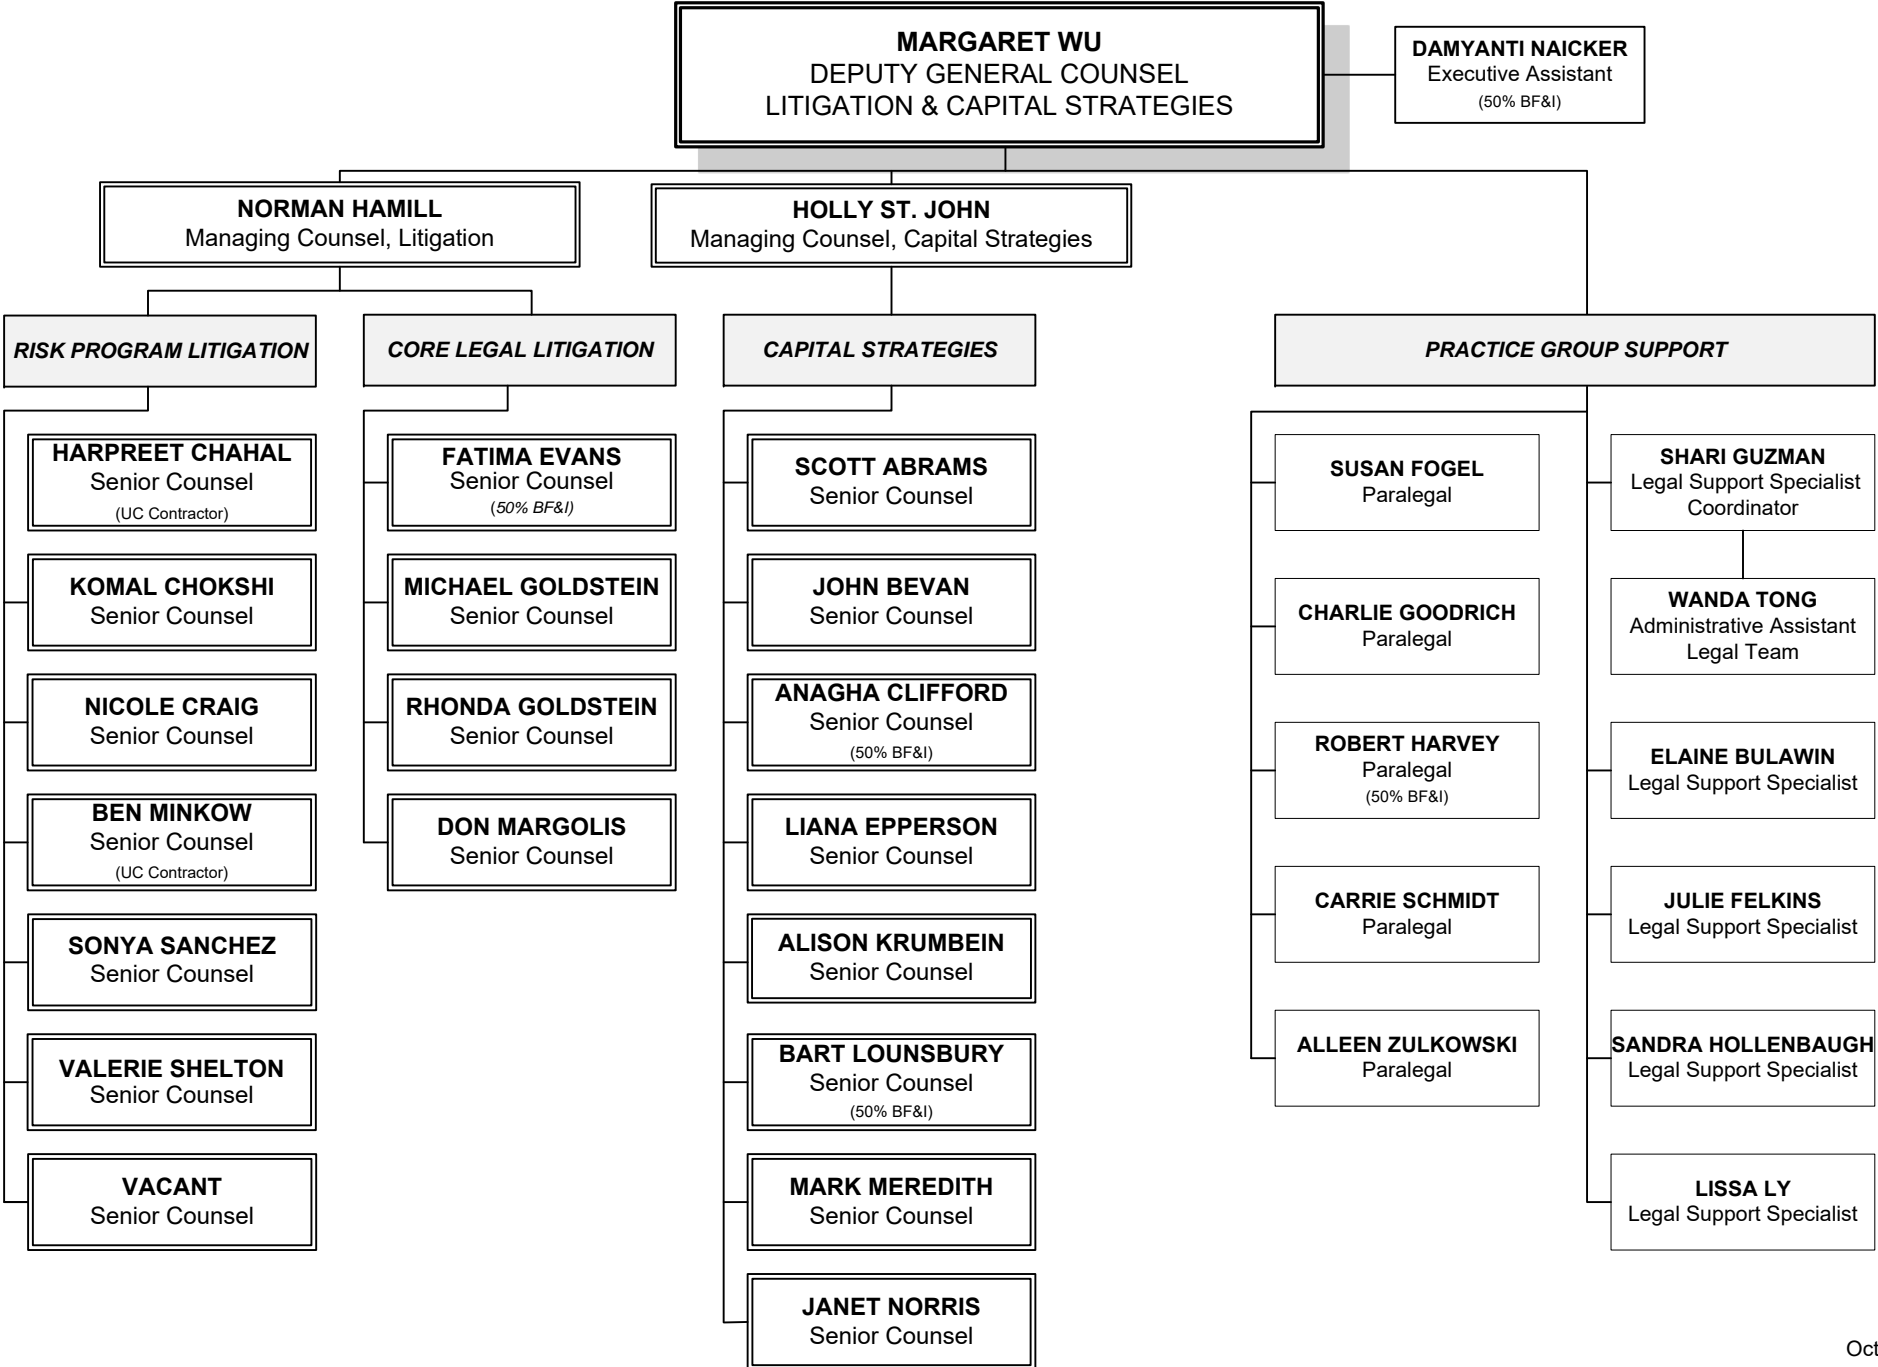 MARGARET WU
DEPUTY GENERAL COUNSEL
LITIGATION & CAPITAL STRATEGIES
DAMYANTI NAICKER
Executive Assistant
(50% BF&I)
NORMAN HAMILL
Managing Counsel, Litigation
HOLLY ST. JOHN
Managing Counsel, Capital Strategies
RISK PROGRAM LITIGATION
HARPREET CHAHAL
Senior Counsel
(UC Contractor)
KOMAL CHOKSHI
Senior Counsel
NICOLE CRAIG
Senior Counsel
BEN MINKOW
Senior Counsel
(UC Contractor)
SONYA SANCHEZ
Senior Counsel
VALERIE SHELTON
Senior Counsel
VACANT
Senior Counsel
CORE LEGAL LITIGATION
FATIMA EVANS
Senior Counsel
(50% BF&I)
MICHAEL GOLDSTEIN
Senior Counsel
RHONDA GOLDSTEIN
Senior Counsel
DON MARGOLIS
Senior Counsel
CAPITAL STRATEGIES
SCOTT ABRAMS
Senior Counsel
JOHN BEVAN
Senior Counsel
ANAGHA CLIFFORD
Senior Counsel
(50% BF&I)
LIANA EPPERSON
Senior Counsel
ALISON KRUMBEIN
Senior Counsel
BART LOUNSBURY
Senior Counsel
(50% BF&I)
MARK MEREDITH
Senior Counsel
JANET NORRIS
Senior Counsel
PRACTICE GROUP SUPPORT
SUSAN FOGEL
Paralegal
CHARLIE GOODRICH
Paralegal
ROBERT HARVEY
Paralegal
(50% BF&I)
CARRIE SCHMIDT
Paralegal
ALLEEN ZULKOWSKI
Paralegal
SHARI GUZMAN
Legal Support Specialist
Coordinator
WANDA TONG
Administrative Assistant
Legal Team
ELAINE BULAWIN
Legal Support Specialist
JULIE FELKINS
Legal Support Specialist
SANDRA HOLLENBAUGH
Legal Support Specialist
LISSA LY
Legal Support Specialist
Oct